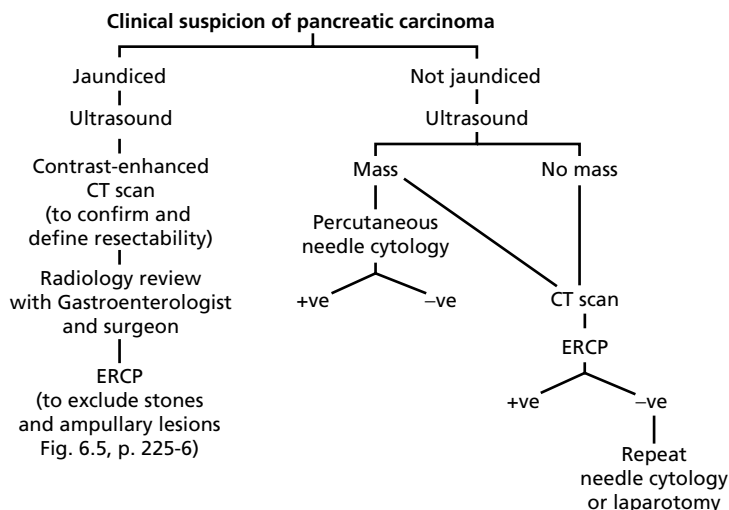 Clinical suspicion of pancreatic carcinoma
Jaundiced
Ultrasound
Contrast-enhanced
CT scan
(to confirm and
define resectability)
Radiology review
with Gastroenterologist
and surgeon
ERCP
(to exclude stones
and ampullary lesions
Fig. 6.5, p. 225-6)
Not jaundiced
Ultrasound
Mass
Percutaneous
needle cytology
+ve
−ve
No mass
CT scan
ERCP
+ve
−ve
Repeat
needle cytology
or laparotomy